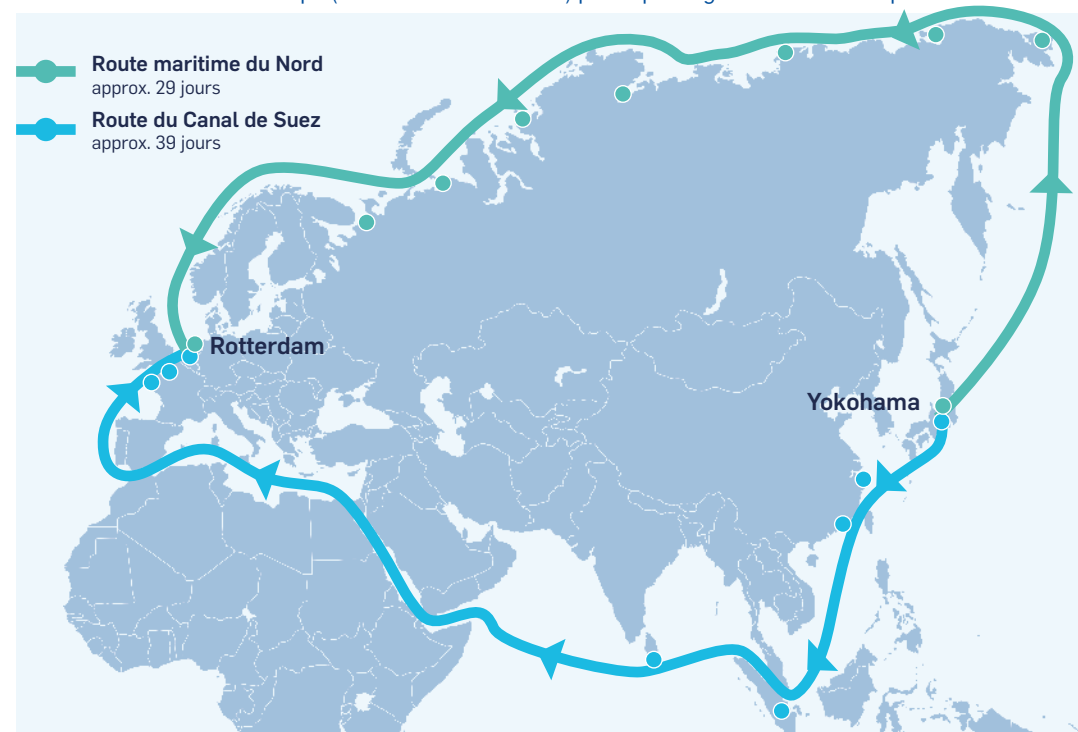 Route maritime du Nord
approx. 29 jours
Route du Canal de Suez
approx. 39 jours
Rotterdam
Yokohama